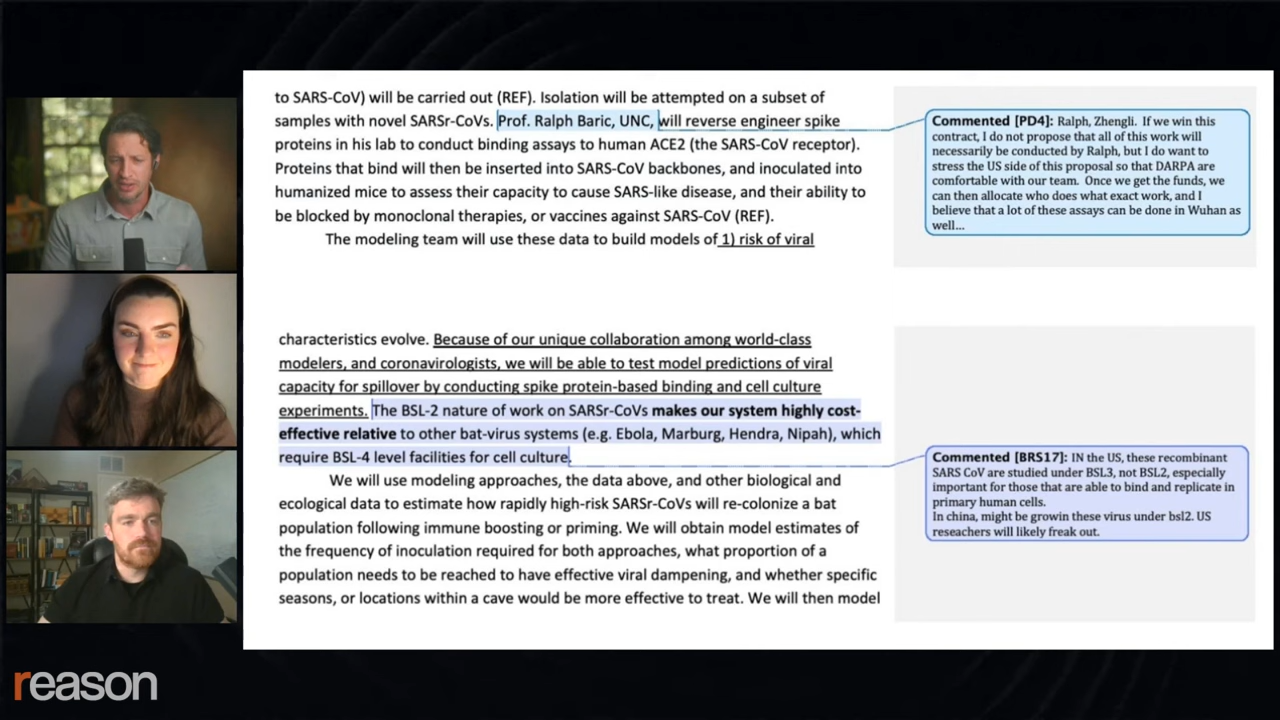 to SARS-CoV) will be carried out (REF). Isolation will be attempted on a subset of
samples with novel SARSr-CoVs. Prof. Ralph Baric, UNC, will reverse engineer spike
proteins in his lab to conduct binding assays to human ACE2 (the SARS-CoV receptor).
Proteins that bind will then be inserted into SARS-CoV backbones, and inoculated into
humanized mice to assess their capacity to cause SARS-like disease, and their ability to
be blocked by monoclonal therapies, or vaccines against SARS-CoV (REF).
The modeling team will use these data to build models of 1) risk of viral
Commented [PD4]: Ralph, Zhengli. If we win this
contract, I do not propose that all of this work will
necessarily be conducted by Ralph, but I do want to
stress the US side of this proposal so that DARPA are
comfortable with our team. Once we get the funds, we
can then allocate who does what exact work, and I
believe that a lot of these assays can be done in Wuhan as
well...
characteristics evolve. Because of our unique collaboration among world-class
modelers, and coronavirologists, we will be able to test model predictions of viral
capacity for spillover by conducting spike protein-based binding and cell culture
experiments. The BSL-2 nature of work on SARSr-CoVs makes our system highly cost-
effective relative to other bat-virus systems (e.g. Ebola, Marburg, Hendra, Nipah), which
require BSL-4 level facilities for cell culture.
We will use modeling approaches, the data above, and other biological and
ecological data to estimate how rapidly high-risk SARSr-CoVs will re-colonize a bat
population following immune boosting or priming. We will obtain model estimates of
the frequency of inoculation required for both approaches, what proportion of a
population needs to be reached to have effective viral dampening, and whether specific
seasons, or locations within a cave would be more effective to treat. We will then model
Commented [BRS17]: IN the US, these recombinant
SARS CoV are studied under BSL3, not BSL2, especially
important for those that are able to bind and replicate in
primary human cells.
In china, might be growin these virus under bsl2. US
reseachers will likely freak out.
reason